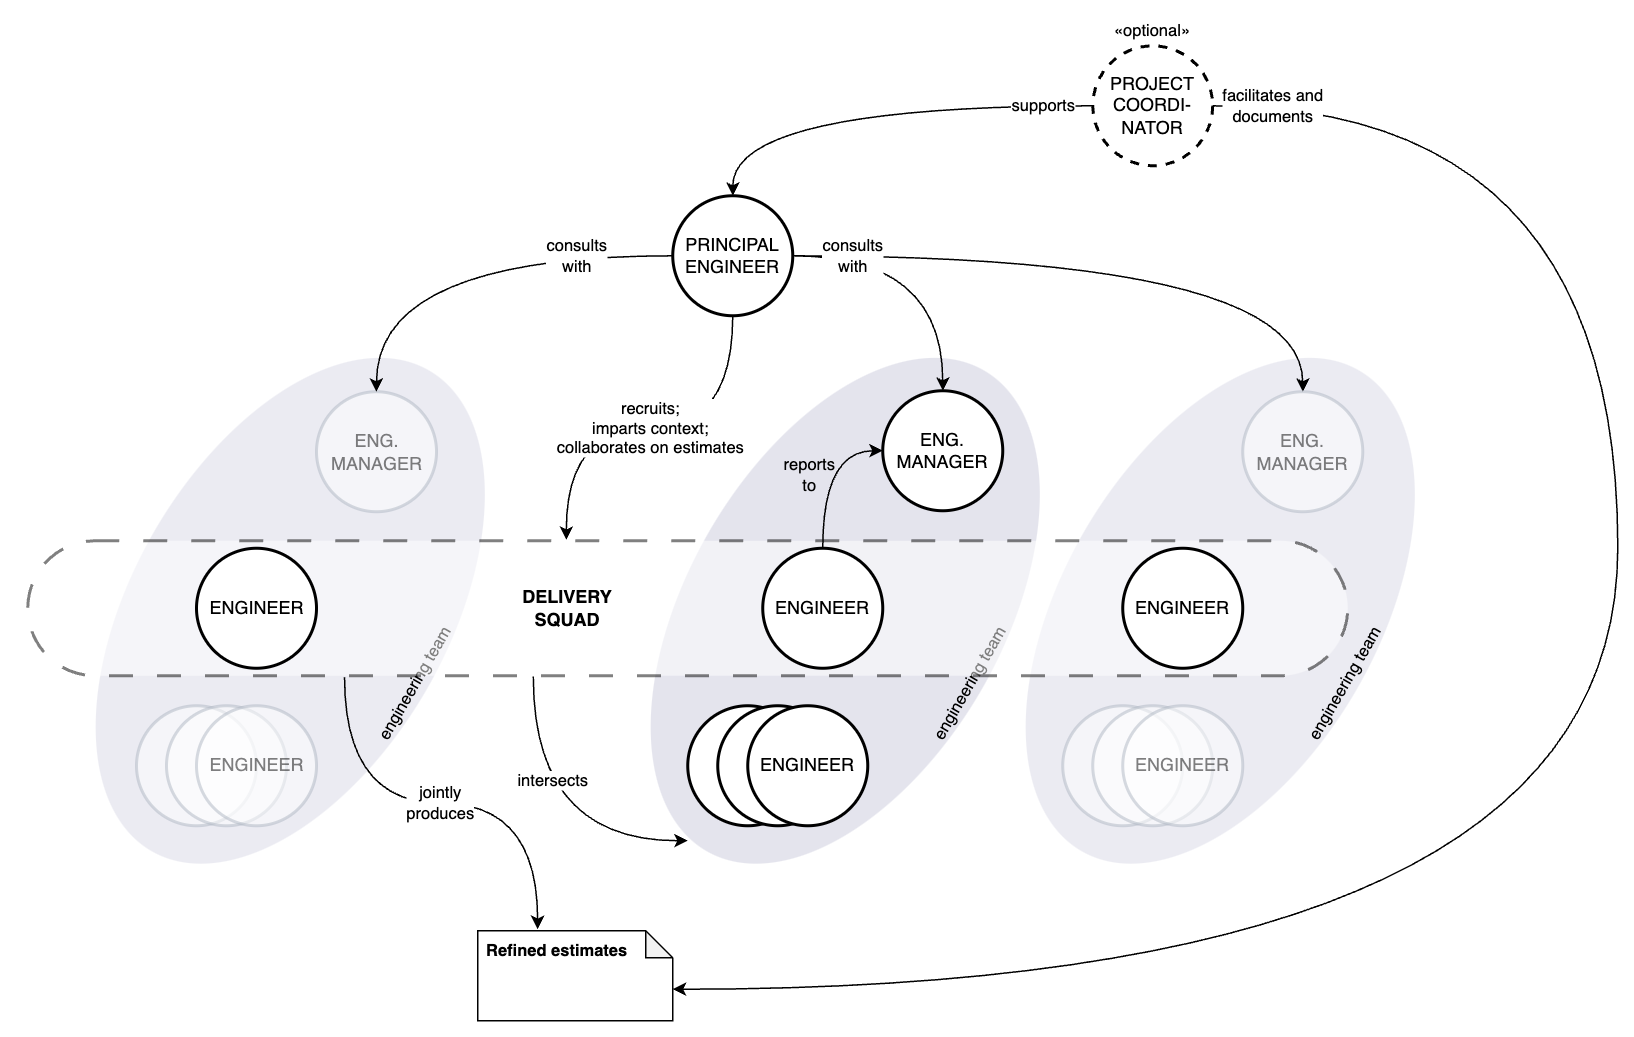 «optional»
PROJECT
COORDI-
NATOR
supports
facilitates and
documents
PRINCIPAL
ENGINEER
consults
with
consults
with
recruits;
imparts context;
collaborates on estimates
ENG.
MANAGER
reports
to
ENG.
MANAGER
ENG.
MANAGER
ENGINEER
DELIVERY
SQUAD
ENGINEER
ENGINEER
engineering team
engineering team
engineering team
ENGINEER
ENGINEER
ENGINEER
jointly
produces
intersects
Refined estimates